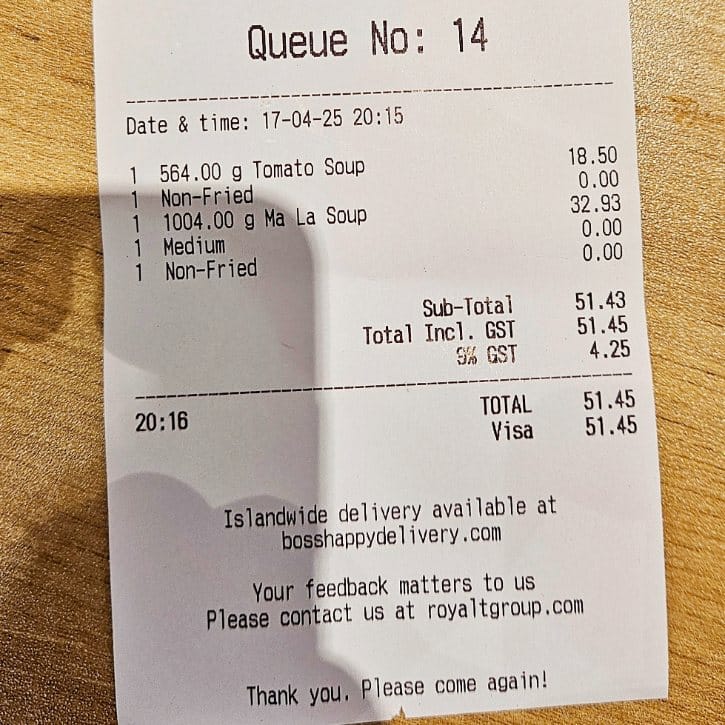 Queue No: 14
Date & time: 17-04-25 20:15
1 564.00 g Tomato Soup 18.50
1 Non-Fried 0.00
1 1004.00 g Ma La Soup 32.93
1 Medium 0.00
1 Non-Fried 0.00
Sub-Total 51.43
Total Incl. GST 51.45
9% GST 4.25
TOTAL 51.45
20:16 Visa 51.45
Islandwide delivery available at
bosshappydelivery.com
Your feedback matters to us
Please contact us at royaltgroup.com
Thank you. Please come again!